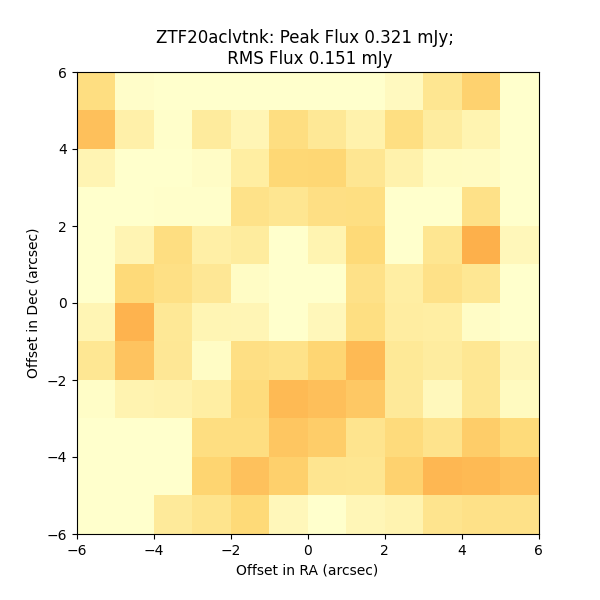 ZTF20aclvtnk: Peak Flux 0.321 mJy;
RMS Flux 0.151 mJy
6
4
2
0
−2
−4
−6
Offset in Dec (arcsec)
−6 −4 −2 0 2 4 6
Offset in RA (arcsec)